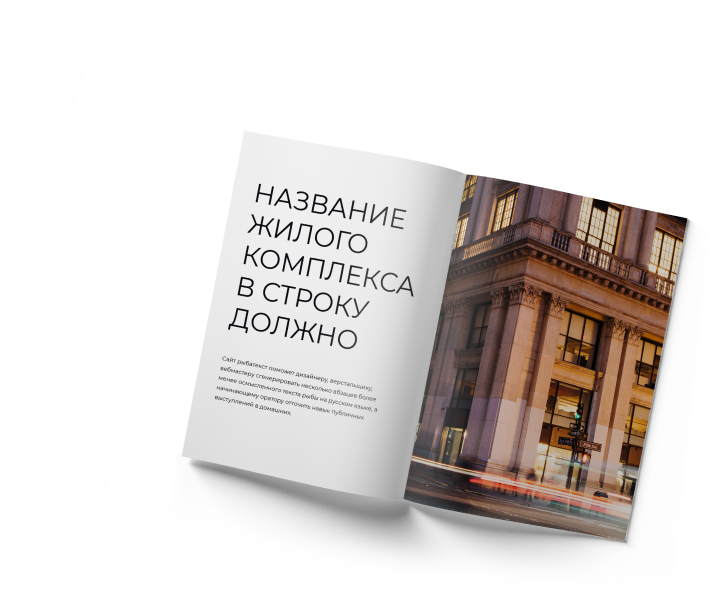 НАЗВАНИЕ
ЖИЛОГО
КОМПЛЕКСА
В СТРОКУ
ДОЛЖНО
Сайт рыбатекст поможет дизайнеру, верстальщику,
вебмастеру сгенерировать несколько абзацев более
менее осмысленного текста рыбы на русском языке, а
начинающему оратору отточить навык публичных
выступлений в домашних